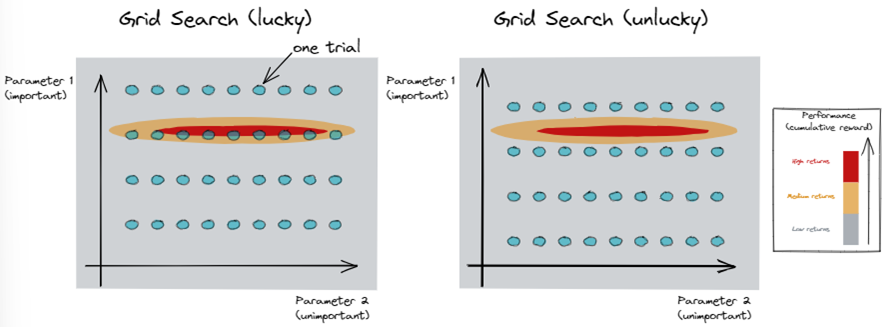 Grid Search (lucky)
one trial
Parameter 1
(important)
Parameter 2
(unimportant)
Grid Search (unlucky)
Parameter 1
(important)
Parameter 2
(unimportant)
Performance
(cumulative reward)
High returns
Medium returns
Low returns